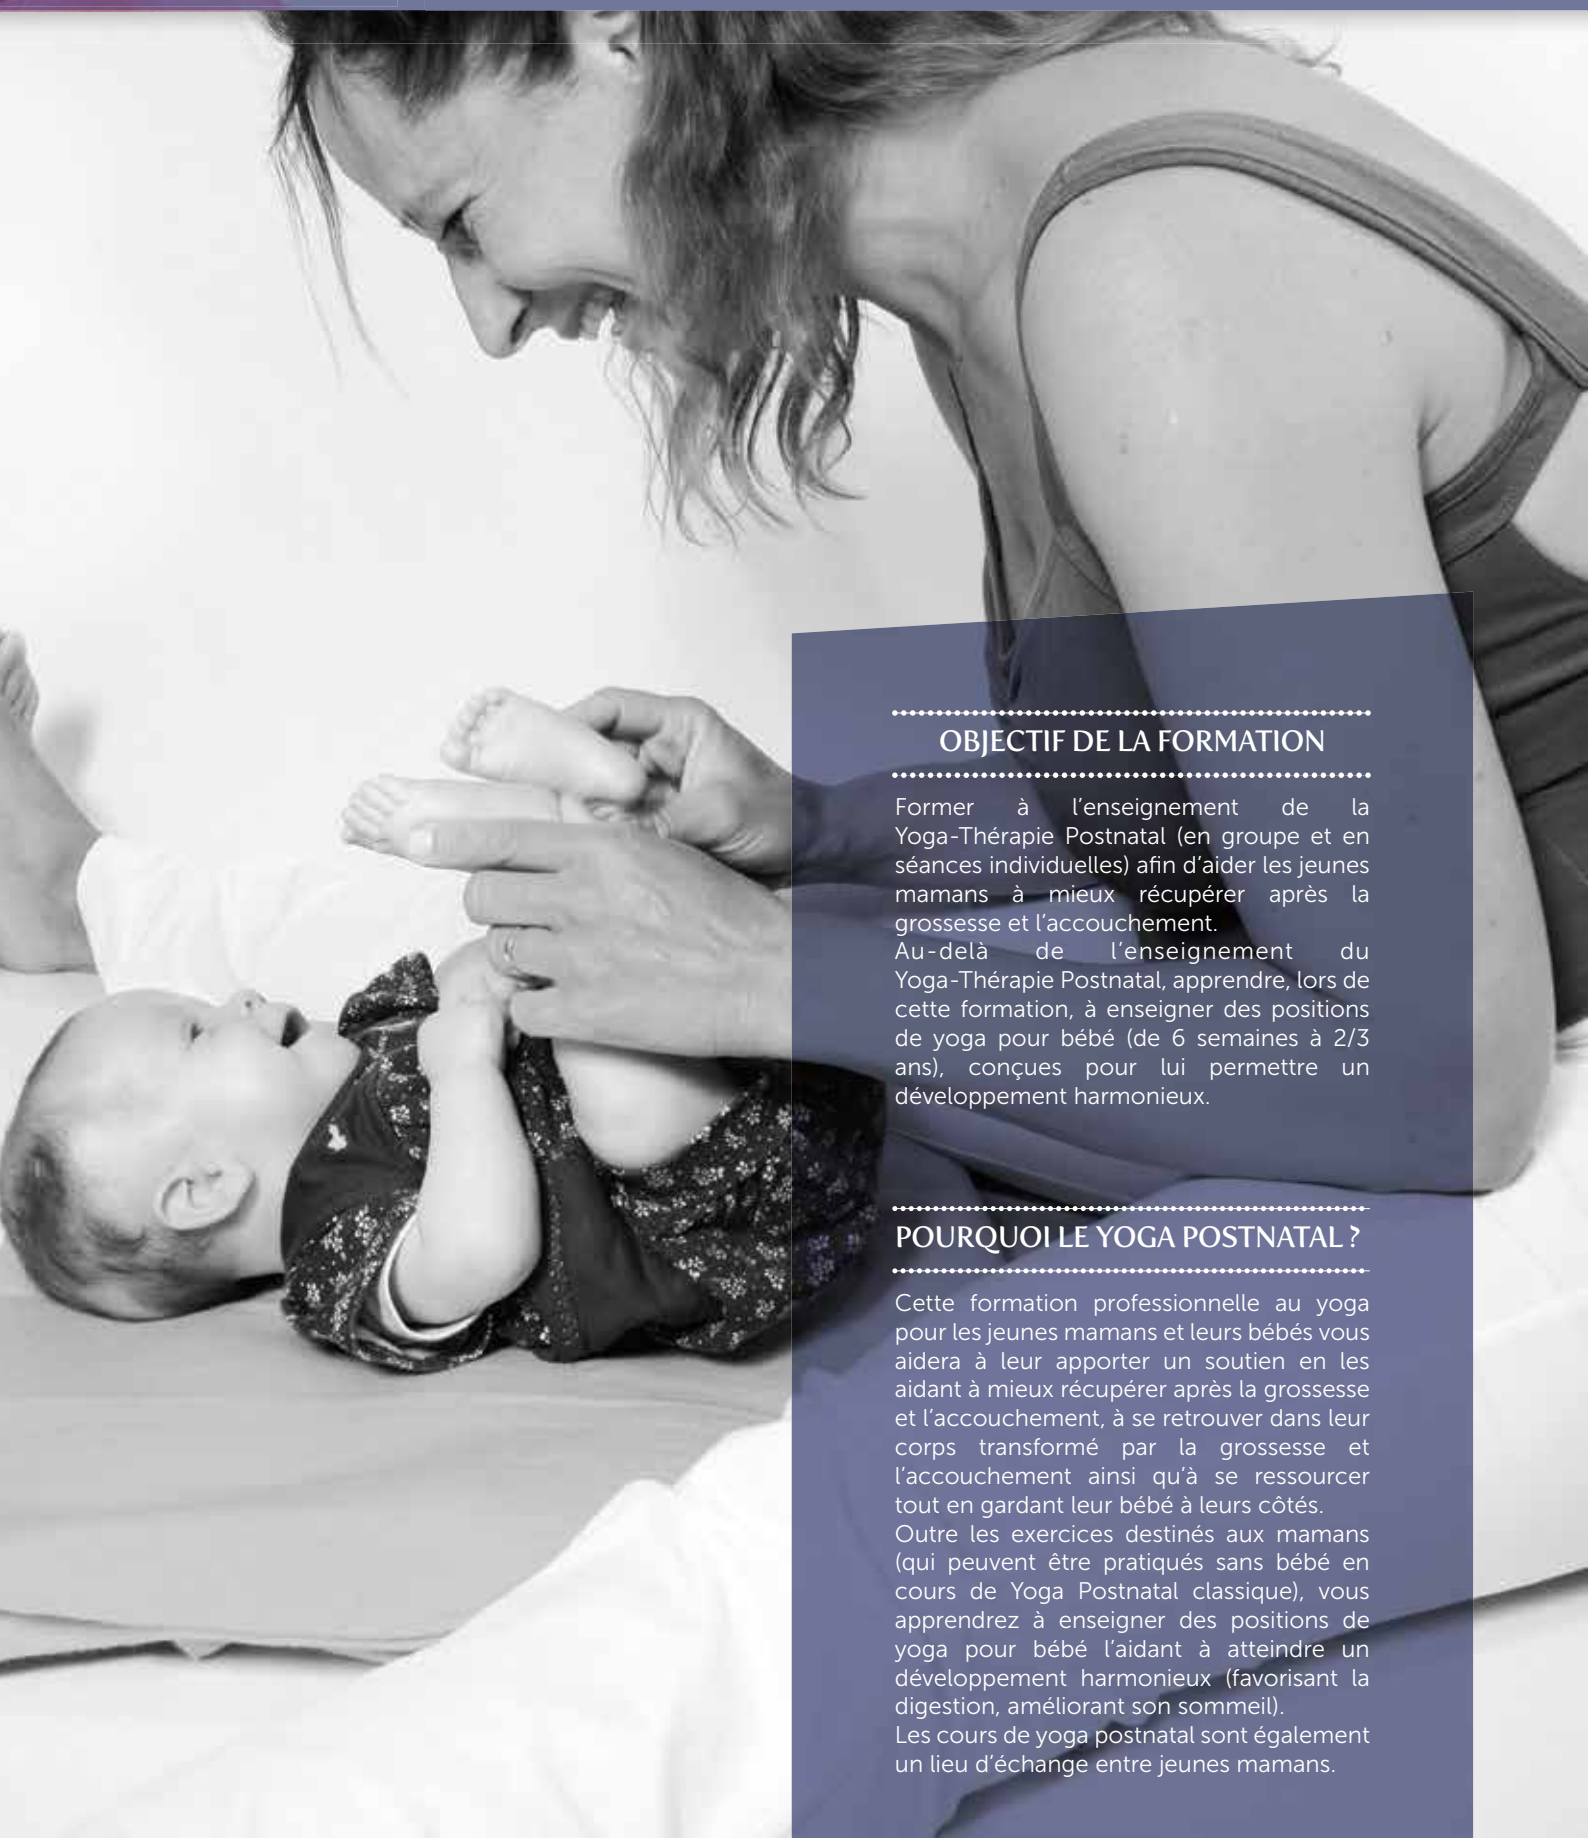 OBJECTIF DE LA FORMATION
Former à l’enseignement de la
Yoga-Thérapie Postnatal (en groupe et en
séances individuelles) afin d’aider les jeunes
mamans à mieux récupérer après la
grossesse et l’accouchement.
Au-delà de l’enseignement du
Yoga-Thérapie Postnatal, apprendre, lors de
cette formation, à enseigner des positions
de yoga pour bébé (de 6 semaines à 2/3
ans), conçues pour lui permettre un
développement harmonieux.
POURQUOI LE YOGA POSTNATAL ?
Cette formation professionnelle au yoga
pour les jeunes mamans et leurs bébés vous
aidera à leur apporter un soutien en les
aidant à mieux récupérer après la grossesse
et l’accouchement, à se retrouver dans leur
corps transformé par la grossesse et
l’accouchement ainsi qu’à se ressourcer
tout en gardant leur bébé à leurs côtés.
Outre les exercices destinés aux mamans
(qui peuvent être pratiqués sans bébé en
cours de Yoga Postnatal classique), vous
apprendrez à enseigner des positions de
yoga pour bébé l’aidant à atteindre un
développement harmonieux (favorisant la
digestion, améliorant son sommeil).
Les cours de yoga postnatal sont également
un lieu d’échange entre jeunes mamans.